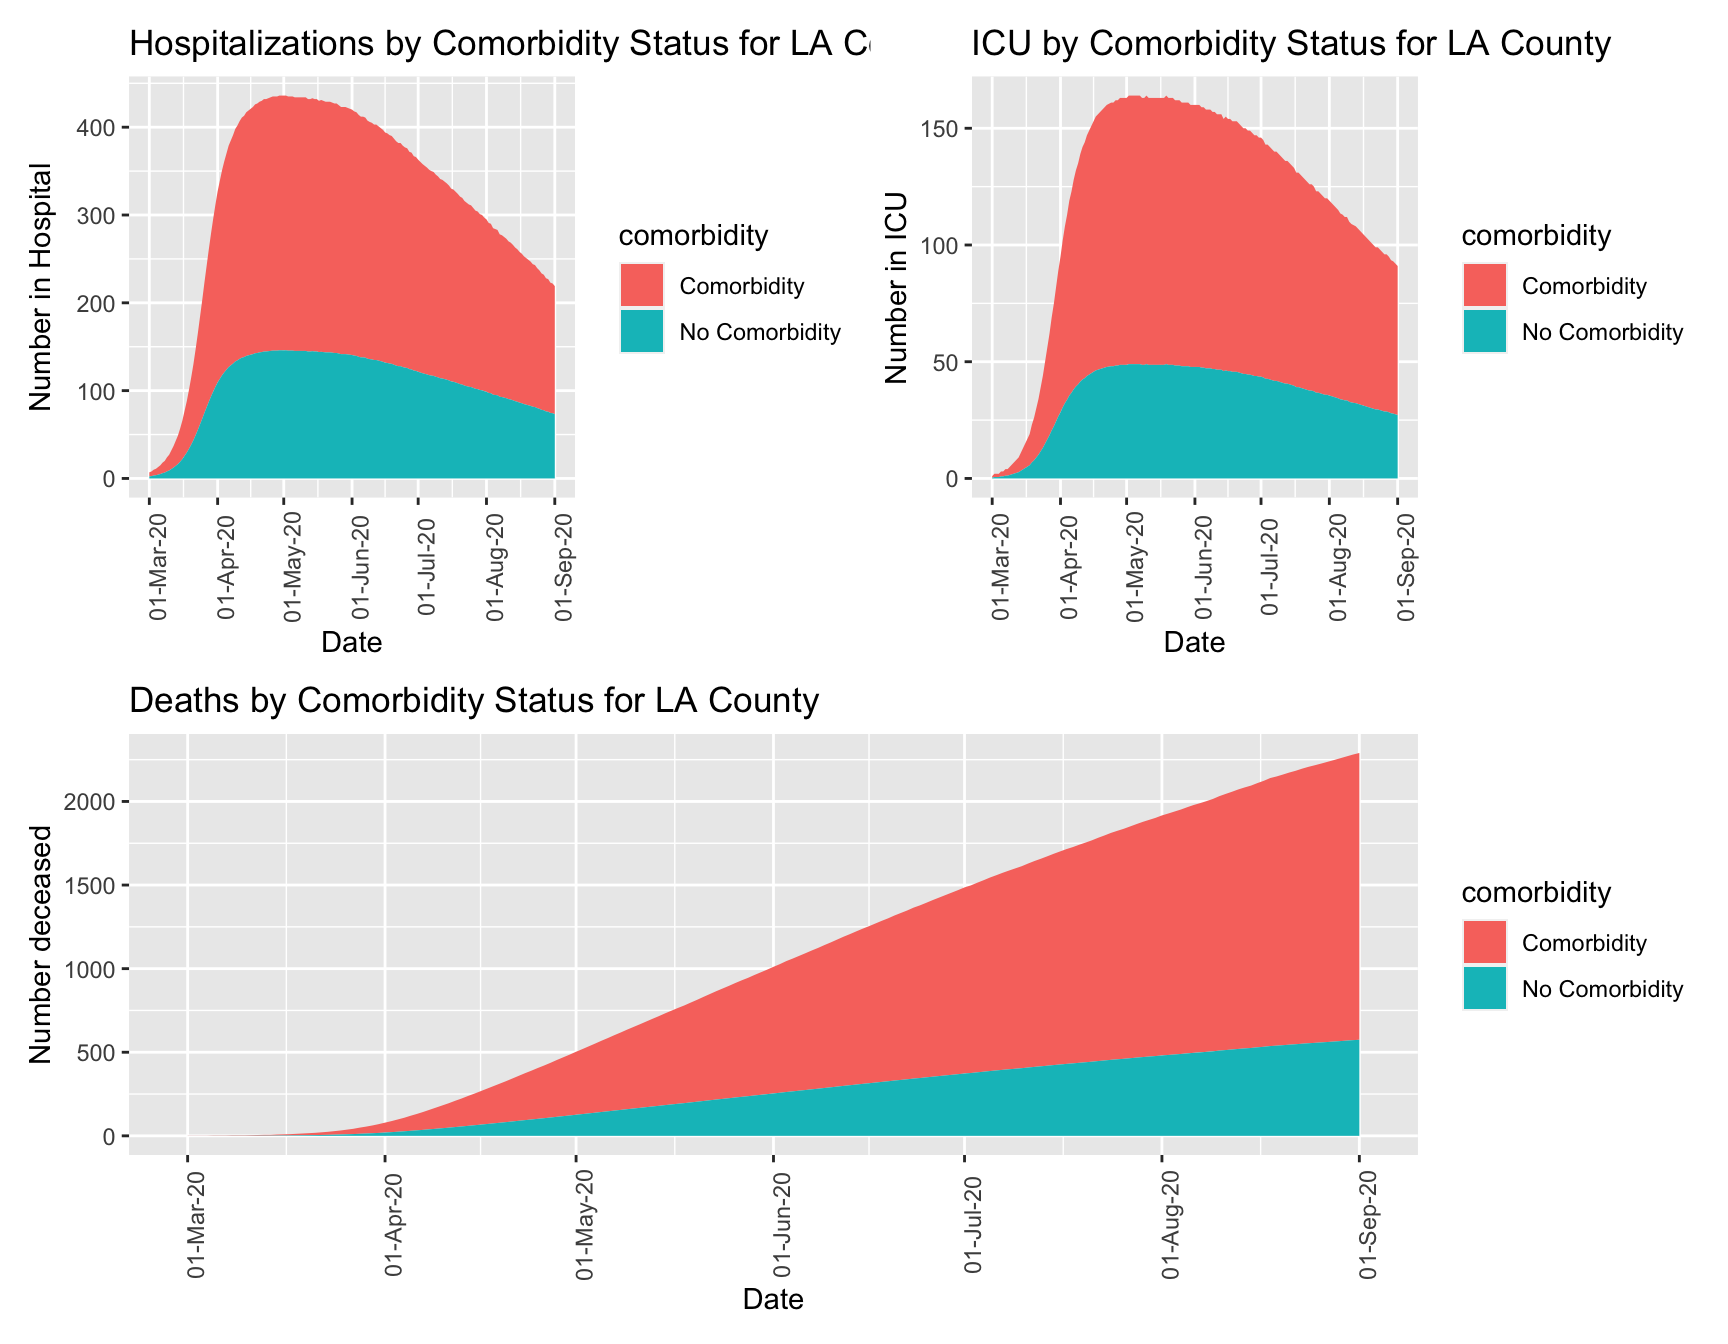 Hospitalizations by Comorbidity Status for LA C
Number in Hospital
400
300
200
100
0
01-Mar-20
01-Apr-20
01-May-20
01-Jun-20
01-Jul-20
01-Aug-20
01-Sep-20
Date
comorbidity
Comorbidity
No Comorbidity
ICU by Comorbidity Status for LA County
Number in ICU
150
100
50
0
01-Mar-20
01-Apr-20
01-May-20
01-Jun-20
01-Jul-20
01-Aug-20
01-Sep-20
Date
comorbidity
Comorbidity
No Comorbidity
Deaths by Comorbidity Status for LA County
Number deceased
2000
1500
1000
500
0
01-Mar-20
01-Apr-20
01-May-20
01-Jun-20
01-Jul-20
01-Aug-20
01-Sep-20
Date
comorbidity
Comorbidity
No Comorbidity